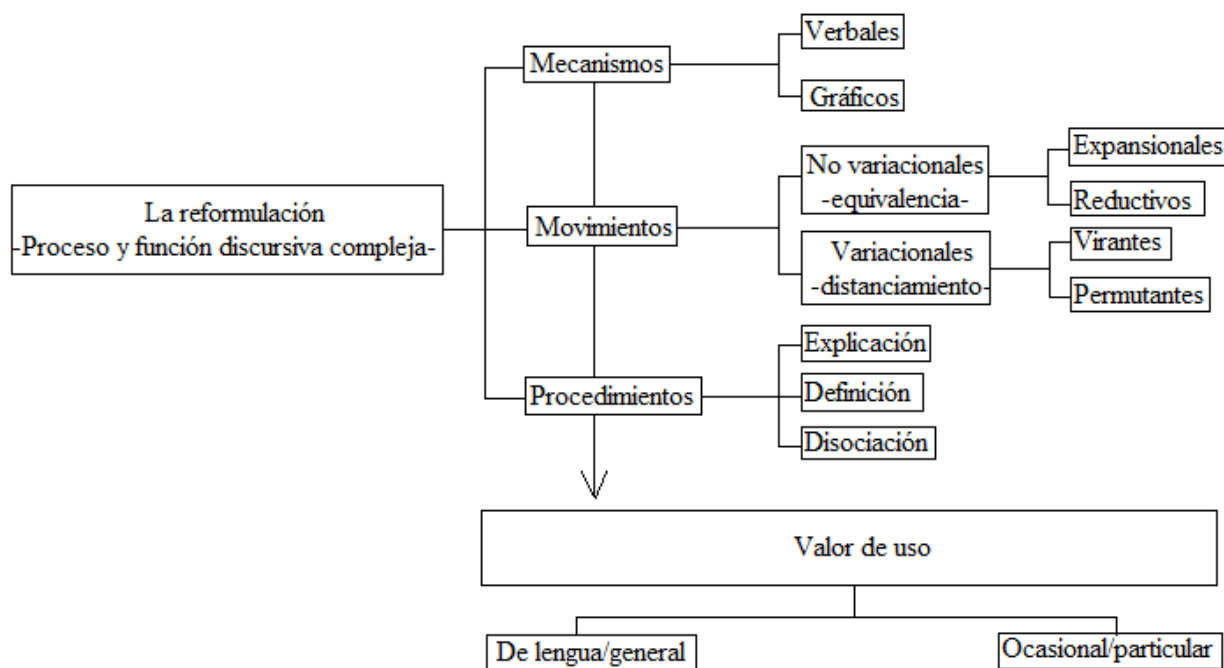 La reformulación
-Proceso y función discursiva compleja-
Mecanismos
Verbales
Gráficos
Movimientos
No variacionales
-equivalencia-
Expansionales
Reductivos
Variacionales
-distanciamiento-
Virantes
Permutantes
Procedimientos
Explicación
Definición
Disociación
Valor de uso
De lengua/general
Ocasional/particular